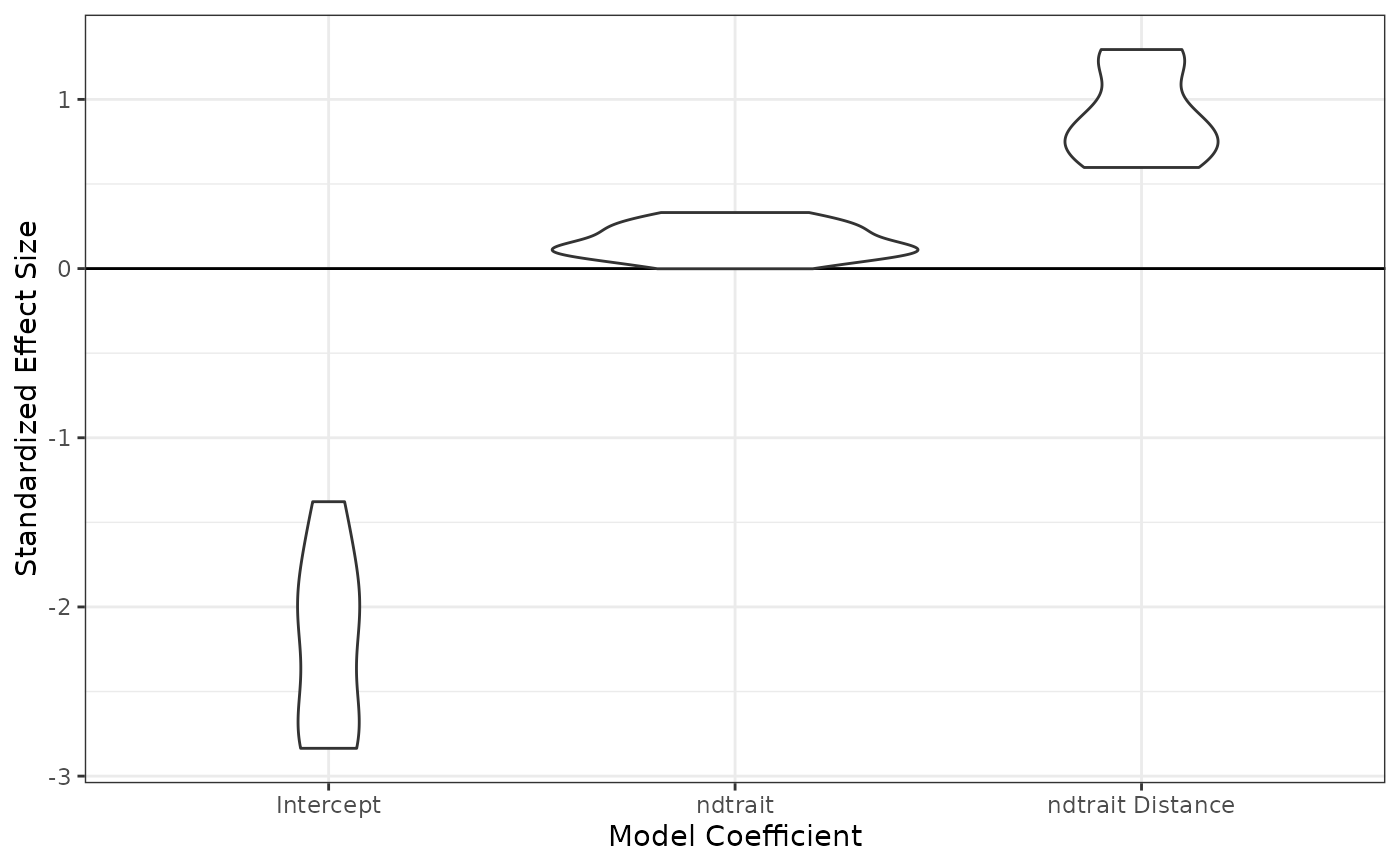 Standardized Effect Size
1
0
-1
-2
-3
Intercept
ndtrait
ndtrait Distance
Model Coefficient